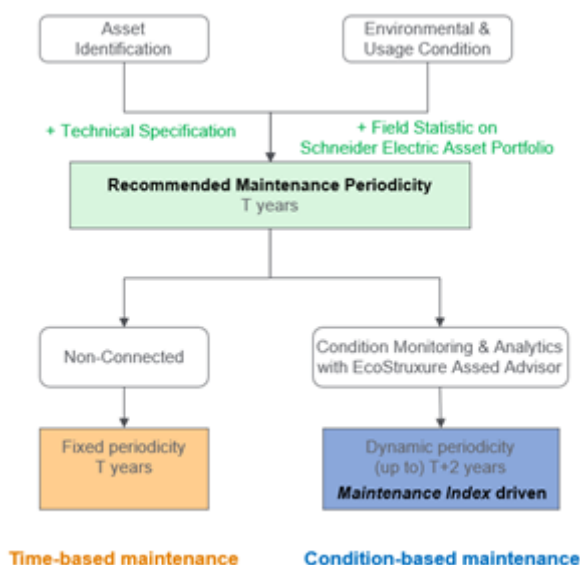 Asset
Identification
Environmental &
Usage Condition
+ Technical Specification
+ Field Statistic on
Schneider Electric Asset Portfolio
Recommended Maintenance Periodicity
T years
Non-Connected
Condition Monitoring & Analytics
with EcoStruxure Assed Advisor
Fixed periodicity
T years
Dynamic periodicity
(up to) T+2 years
Maintenance Index driven
Time-based maintenance
Condition-based maintenance